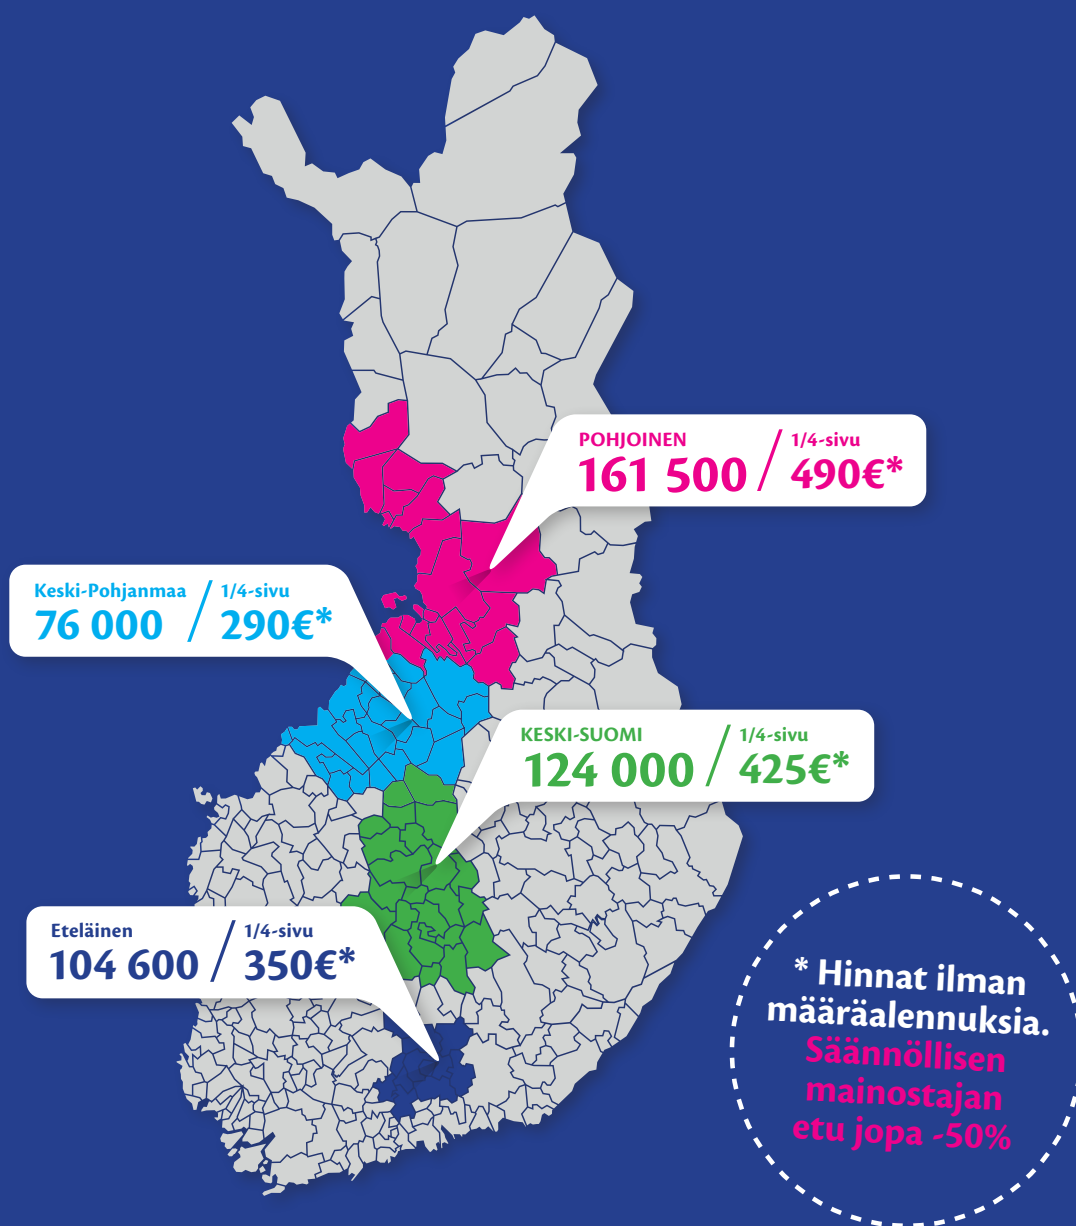 POHJOINEN
161 500 / 490€*
1/4-sivu
Keski-Pohjanmaa
1/4-sivu
76 000 / 290€*
KESKI-SUOMI
1/4-sivu
124 000 / 425€*
Eteläinen
1/4-sivu
104 600 / 350€*
* Hinnat ilman
määräalennuksia.
Säännöllisen
mainostajan
etu jopa -50%